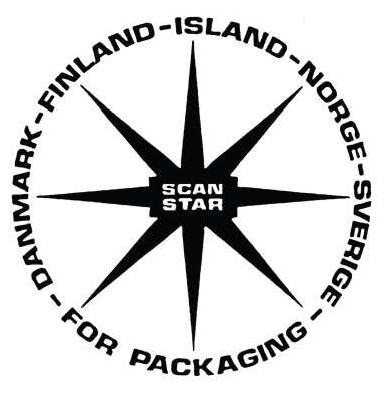 DANMARK-FINLAND-ISLAND-NORGE-SVERIGE-
FOR PACKAGING-
SCAN
STAR